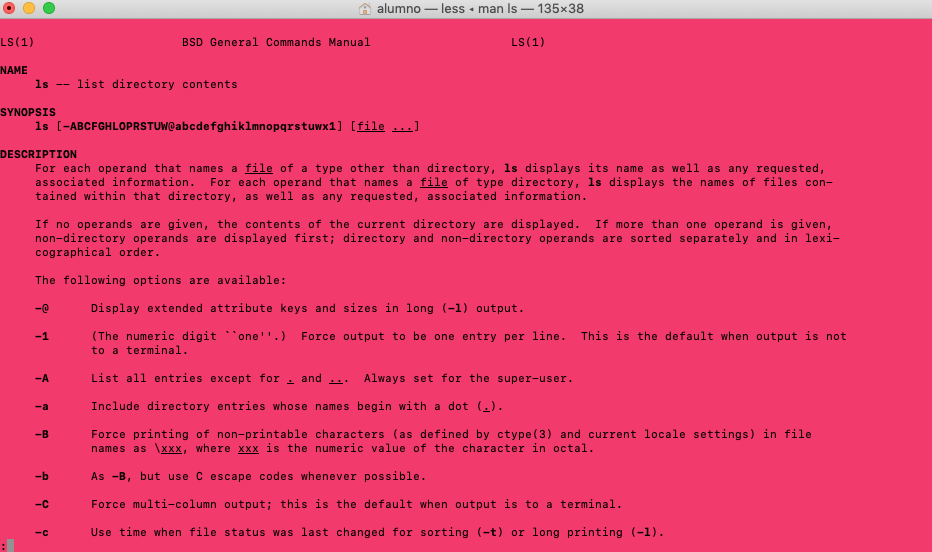 alumno — less ◂ man ls — 135×38
LS(1)                     BSD General Commands Manual                    LS(1)
NAME
     ls -- list directory contents
SYNOPSIS
     ls [-ABCFGHLOPRSTUW@abcdefghiklmnopqrstuwx1] [file ...]
DESCRIPTION
     For each operand that names a file of a type other than directory, ls displays its name as well as any requested,
     associated information.  For each operand that names a file of type directory, ls displays the names of files con-
     tained within that directory, as well as any requested, associated information.
     If no operands are given, the contents of the current directory are displayed.  If more than one operand is given,
     non-directory operands are displayed first; directory and non-directory operands are sorted separately and in lexi-
     cographical order.
     The following options are available:
     -@      Display extended attribute keys and sizes in long (-l) output.
     -1      (The numeric digit ``one''.)  Force output to be one entry per line.  This is the default when output is not
             to a terminal.
     -A      List all entries except for . and ...  Always set for the super-user.
     -a      Include directory entries whose names begin with a dot (.).
     -B      Force printing of non-printable characters (as defined by ctype(3) and current locale settings) in file
             names as \xxx, where xxx is the numeric value of the character in octal.
     -b      As -B, but use C escape codes whenever possible.
     -C      Force multi-column output; this is the default when output is to a terminal.
     -c      Use time when file status was last changed for sorting (-t) or long printing (-l).
: